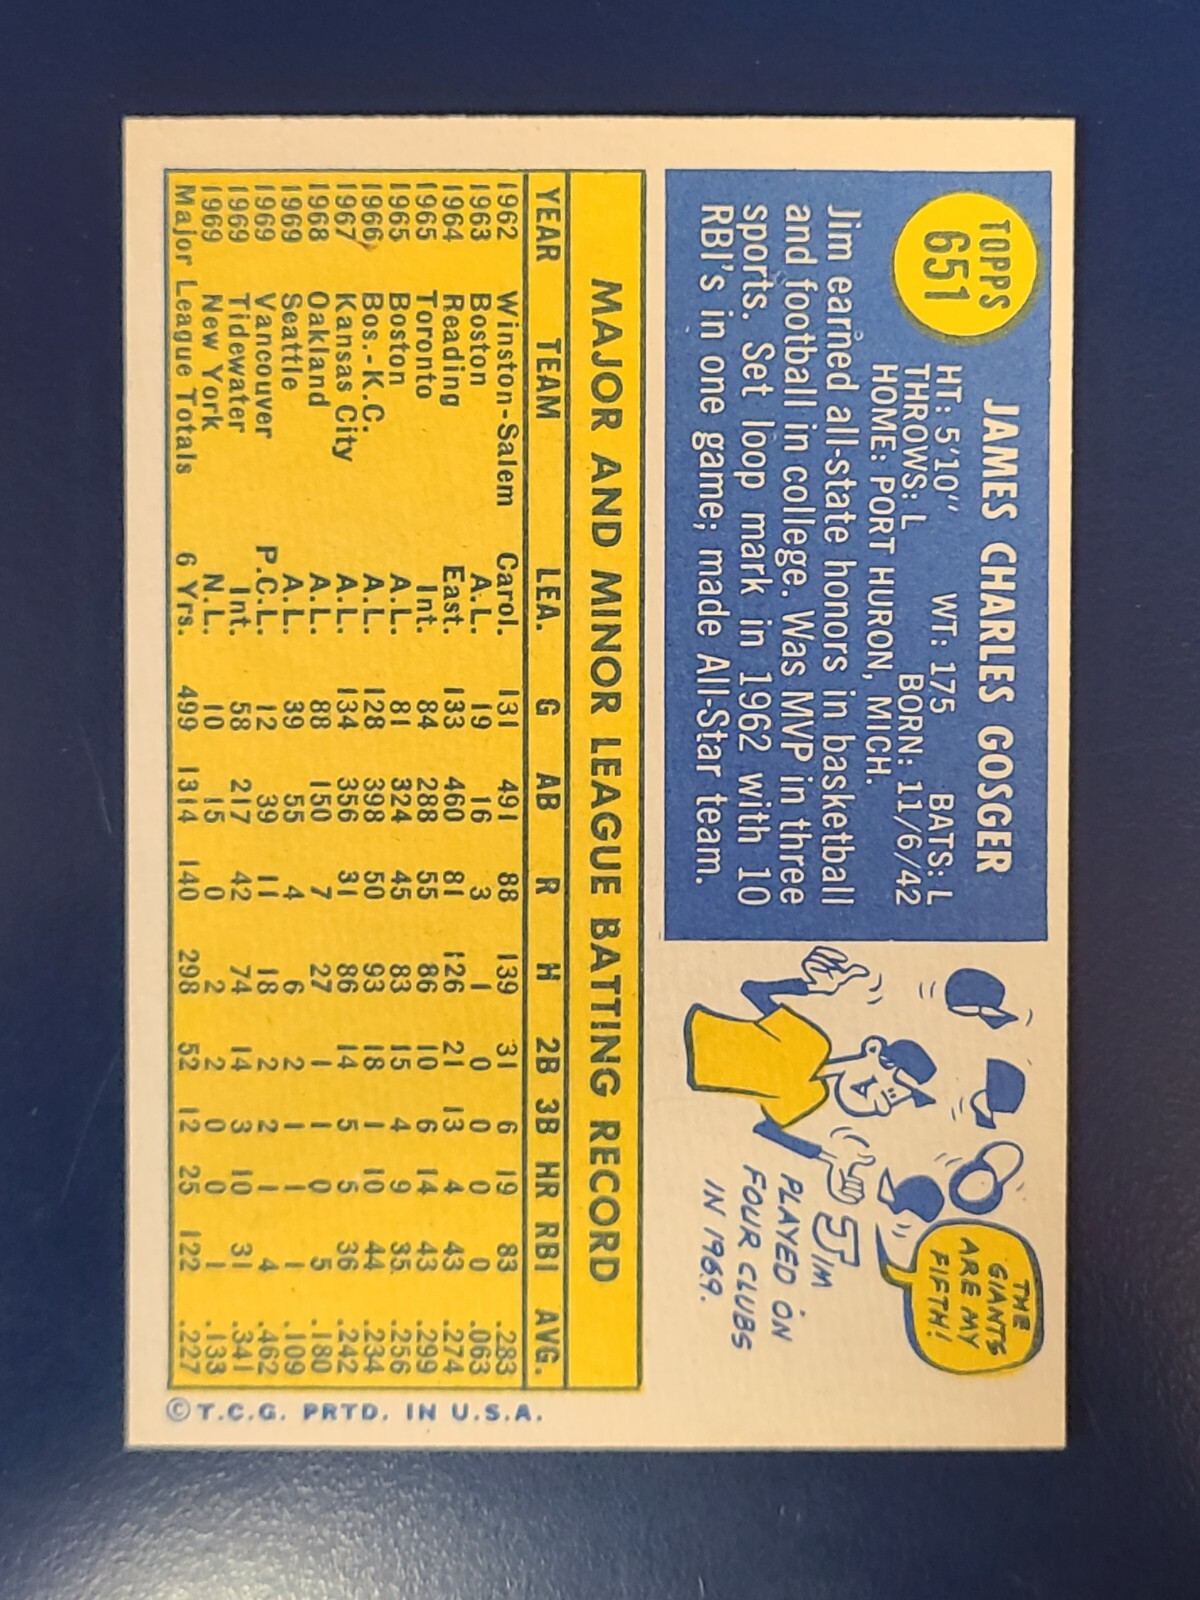 TOPPS
651
JAMES CHARLES GOSGER
HT: 5'10" WT: 175 BATS: L
THROWS: L BORN: 11/6/42
HOME: PORT HURON, MICH.
Jim earned all-state honors in basketball
and football in college. Was MVP in three
sports. Set loop mark in 1962 with 10
RBI's in one game; made All-Star team.
THE
GIANTS
ARE MY
FIFTH!
JIM
PLAYED ON
FOUR CLUBS
IN 1969.
MAJOR AND MINOR LEAGUE BATTING RECORD
YEAR TEAM LEA. G AB R H 2B 3B HR RBI AVG.
1962 Winston-Salem Carol. 131 491 88 139 31 6 19 83 .283
1963 Boston A.L. 19 16 3 1 0 0 0 0 .063
1964 Reading East. 133 460 81 126 21 13 4 43 .274
1965 Toronto Int. 84 288 55 86 10 6 14 43 .299
1965 Boston A.L. 81 324 45 83 15 4 9 35 .256
1966 Bos.-K.C. A.L. 128 398 50 93 18 1 10 44 .234
1967 Kansas City A.L. 134 356 31 86 14 5 5 36 .242
1968 Oakland A.L. 88 150 7 27 1 1 0 5 .180
1969 Seattle A.L. 39 55 4 6 2 1 1 1 .109
1969 Vancouver P.C.L. 12 39 11 18 2 2 1 4 .462
1969 Tidewater Int. 58 217 42 74 14 3 10 31 .341
1969 New York N.L. 10 15 0 2 2 0 0 1 .133
Major League Totals 6 Yrs. 499 1314 140 298 52 12 25 122 .227
©T.C.G. PRTD. IN U.S.A.